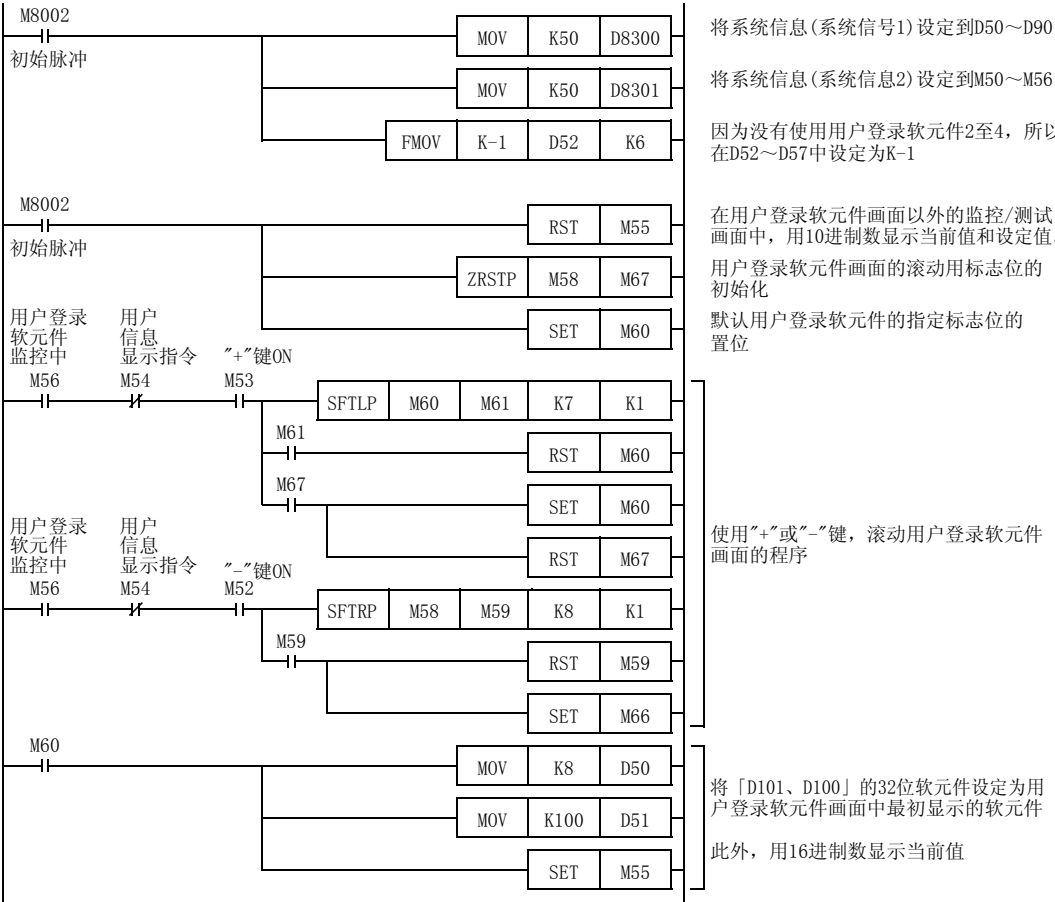 M8002
MOV K50 D8300
将系统信息(系统信号1)设定到D50～D90
初始脉冲
MOV K50 D8301
将系统信息(系统信息2)设定到M50～M56
FMOV K-1 D52 K6
因为没有使用用户登录软元件2至4，所以
在D52～D57中设定为K-1
M8002
RST M55
在用户登录软元件画面以外的监控/测试
画面中，用10进制数显示当前值和设定值.
初始脉冲
ZRSTP M58 M67
用户登录软元件画面的滚动用标志位的
初始化
SET M60
默认用户登录软元件的指定标志位的
置位
用户登录
软元件
监控中
用户
信息
显示指令
"+"键ON
M56 M54 M53
SFTLP M60 M61 K7 K1
M61
RST M60
M67
SET M60
RST M67
使用"+"或"-"键，滚动用户登录软元件
画面的程序
用户登录
软元件
监控中
用户
信息
显示指令
"-"键ON
M56 M54 M52
SFTRP M58 M59 K8 K1
M59
RST M59
SET M66
M60
MOV K8 D50
MOV K100 D51
SET M55
将「D101、D100」的32位软元件设定为用
户登录软元件画面中最初显示的软元件
此外，用16进制数显示当前值